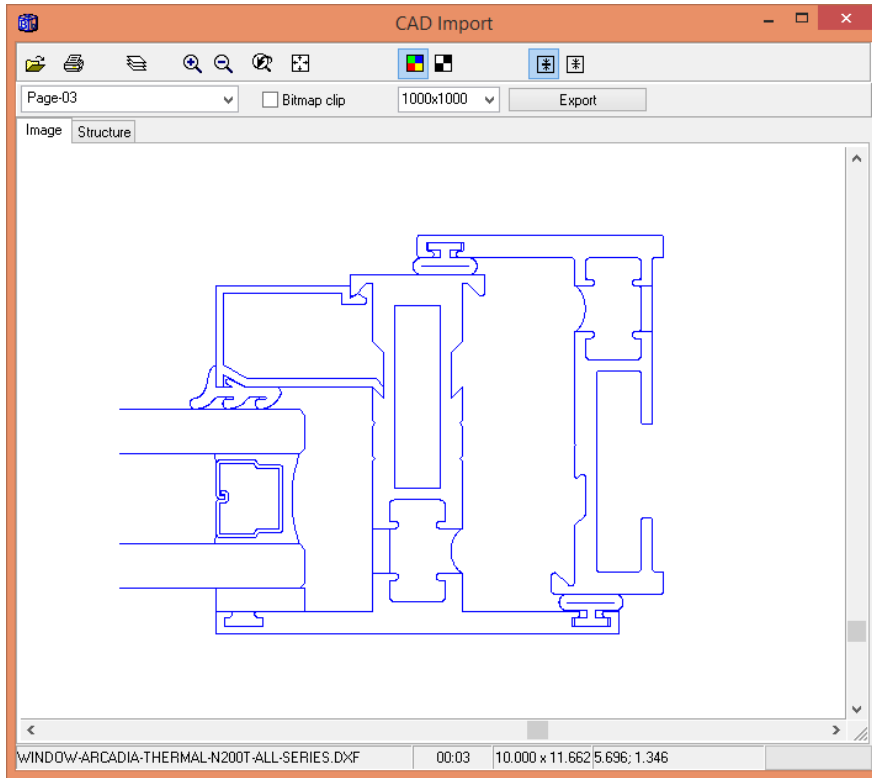 CAD Import
Page-03 Bitmap clip 1000x1000 Export
Image Structure
WINDOW-ARCADIA-THERMAL-N200T-ALL-SERIES.DXF 00:03 10.000 x 11.662 5.696; 1.346